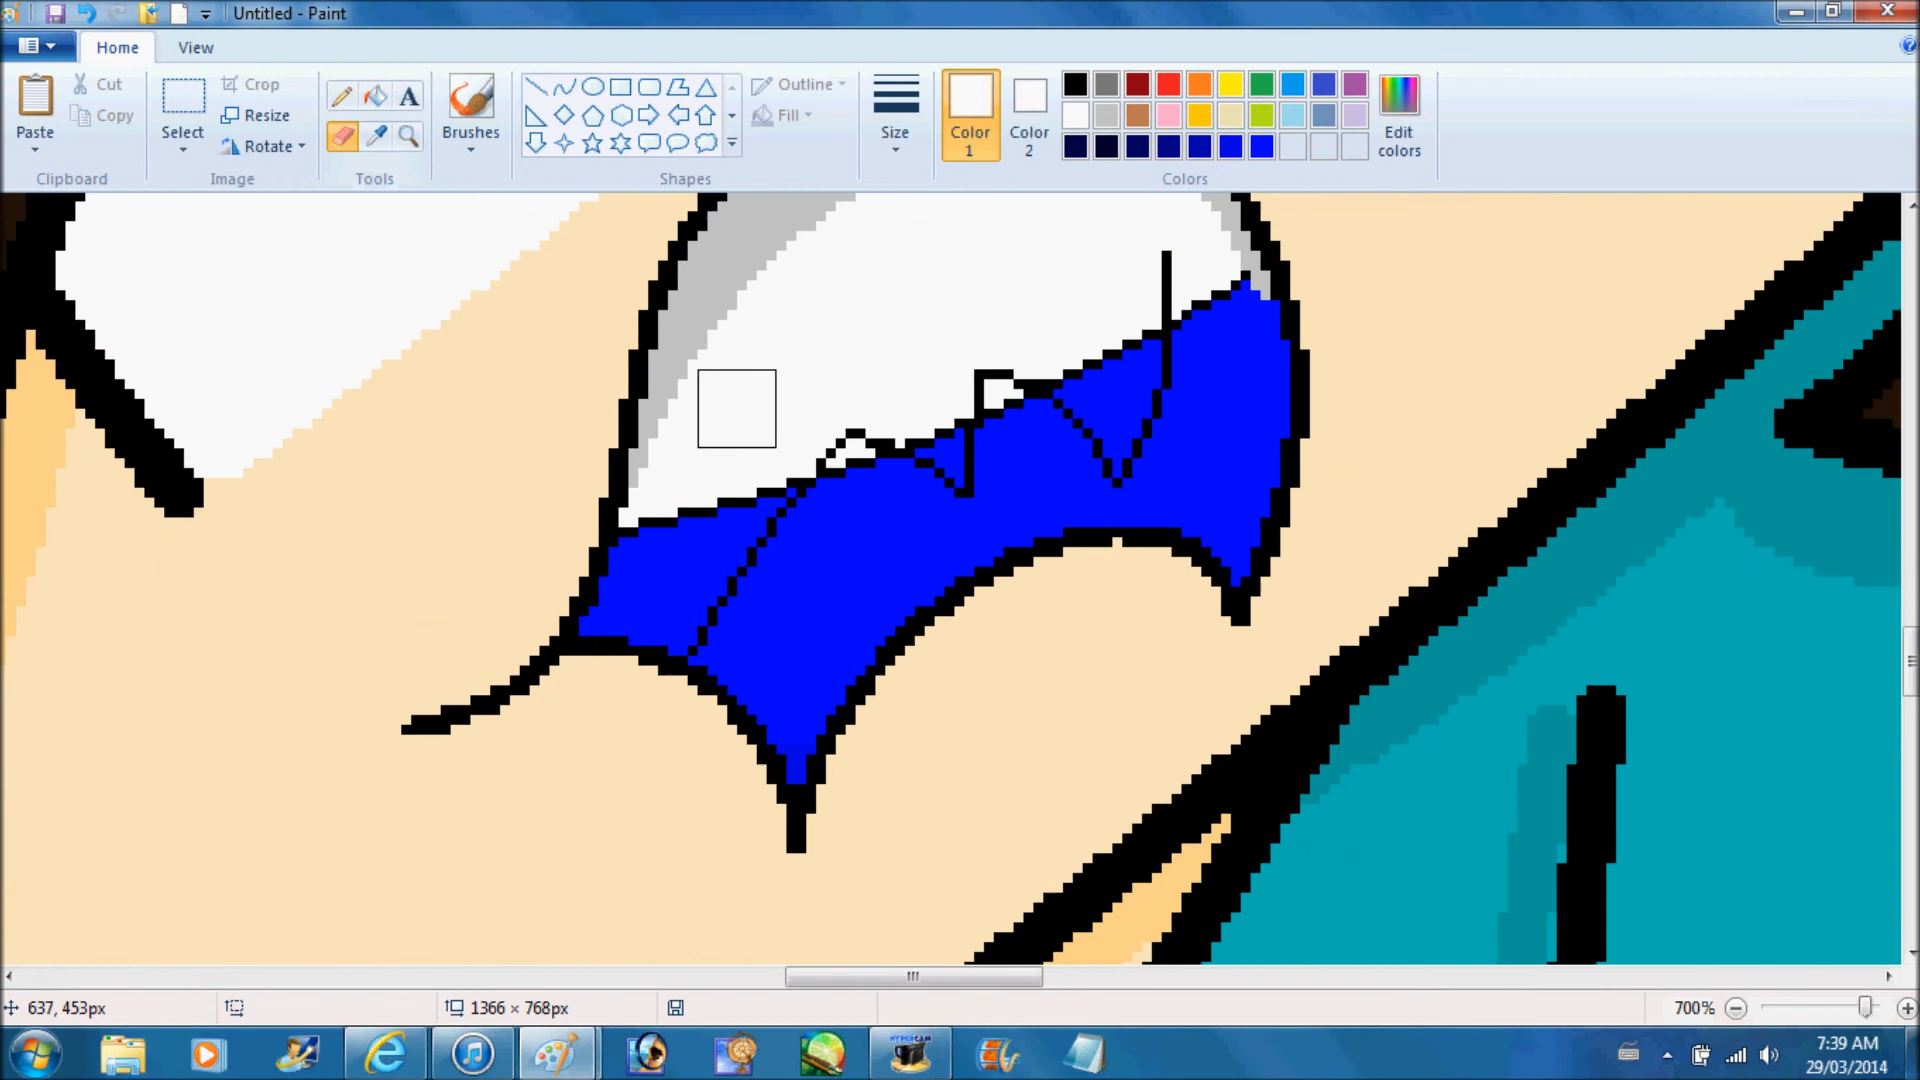 Untitled - Paint
Home View
Paste
Cut
Copy
Clipboard
Select
Crop
Resize
Rotate
Image
A
Tools
Brushes
Outline
Fill
Shapes
Size
Color 1
Color 2
Edit colors
Colors
637, 453px
1366 × 768px
700%
HYPERCAM
7:39 AM
29/03/2014